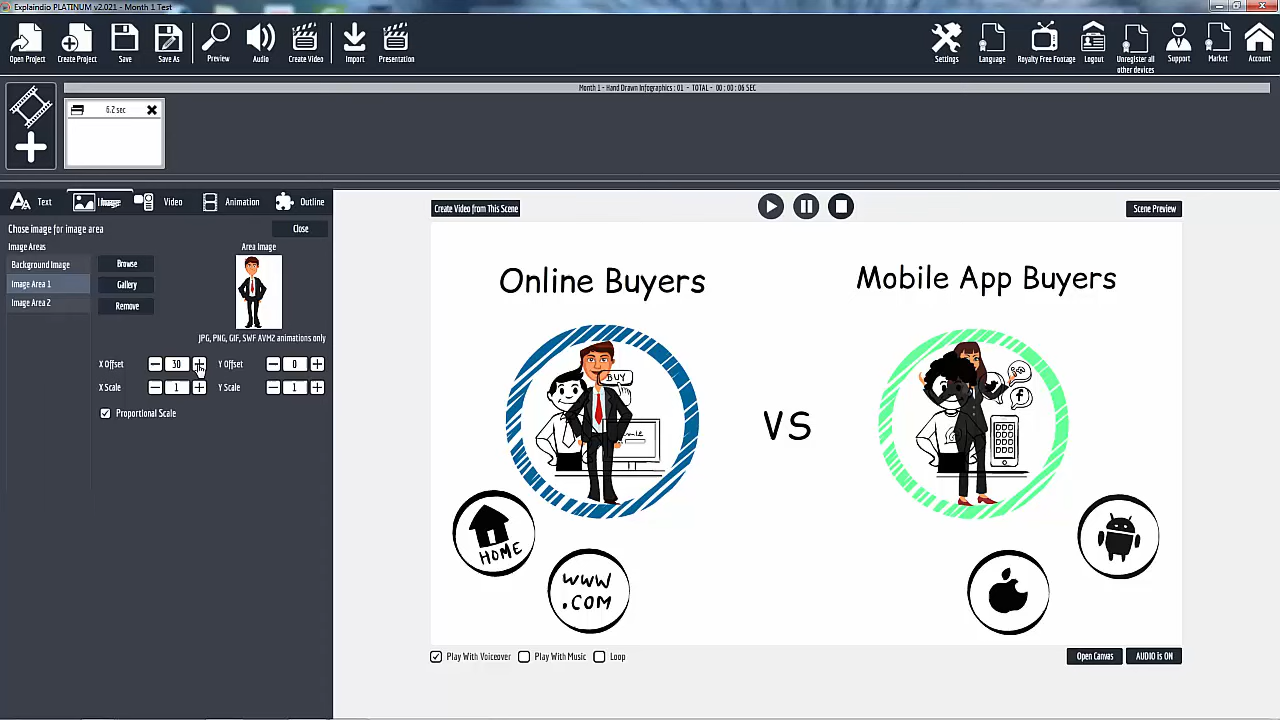 Explaindio PLATINUM v2.021 - Month 1 Test
Open Project
Create Project
Save
Save As
Preview
Audio
Create Video
Import
Presentation
Settings
Language
Royalty Free Footage
Logout
Unregister all
other devices
Support
Market
Account
Month 1 - Hand Drawn Infographics : 01 - TOTAL - 00 : 00 : 06 SEC
6.2 sec
Text
Image
Video
Animation
Outline
Create Video from This Scene
Scene Preview
Chose image for image area
Close
Image Areas
Area Image
Background Image
Browse
Image Area 1
Gallery
Image Area 2
Remove
JPG, PNG, GIF, SWF AVM2 animations only
X Offset
30
Y Offset
0
X Scale
1
Y Scale
1
Proportional Scale
Online Buyers
Mobile App Buyers
BUY
VS
HOME
WWW
.COM
Play With Voiceover
Play With Music
Loop
Open Canvas
AUDIO is ON